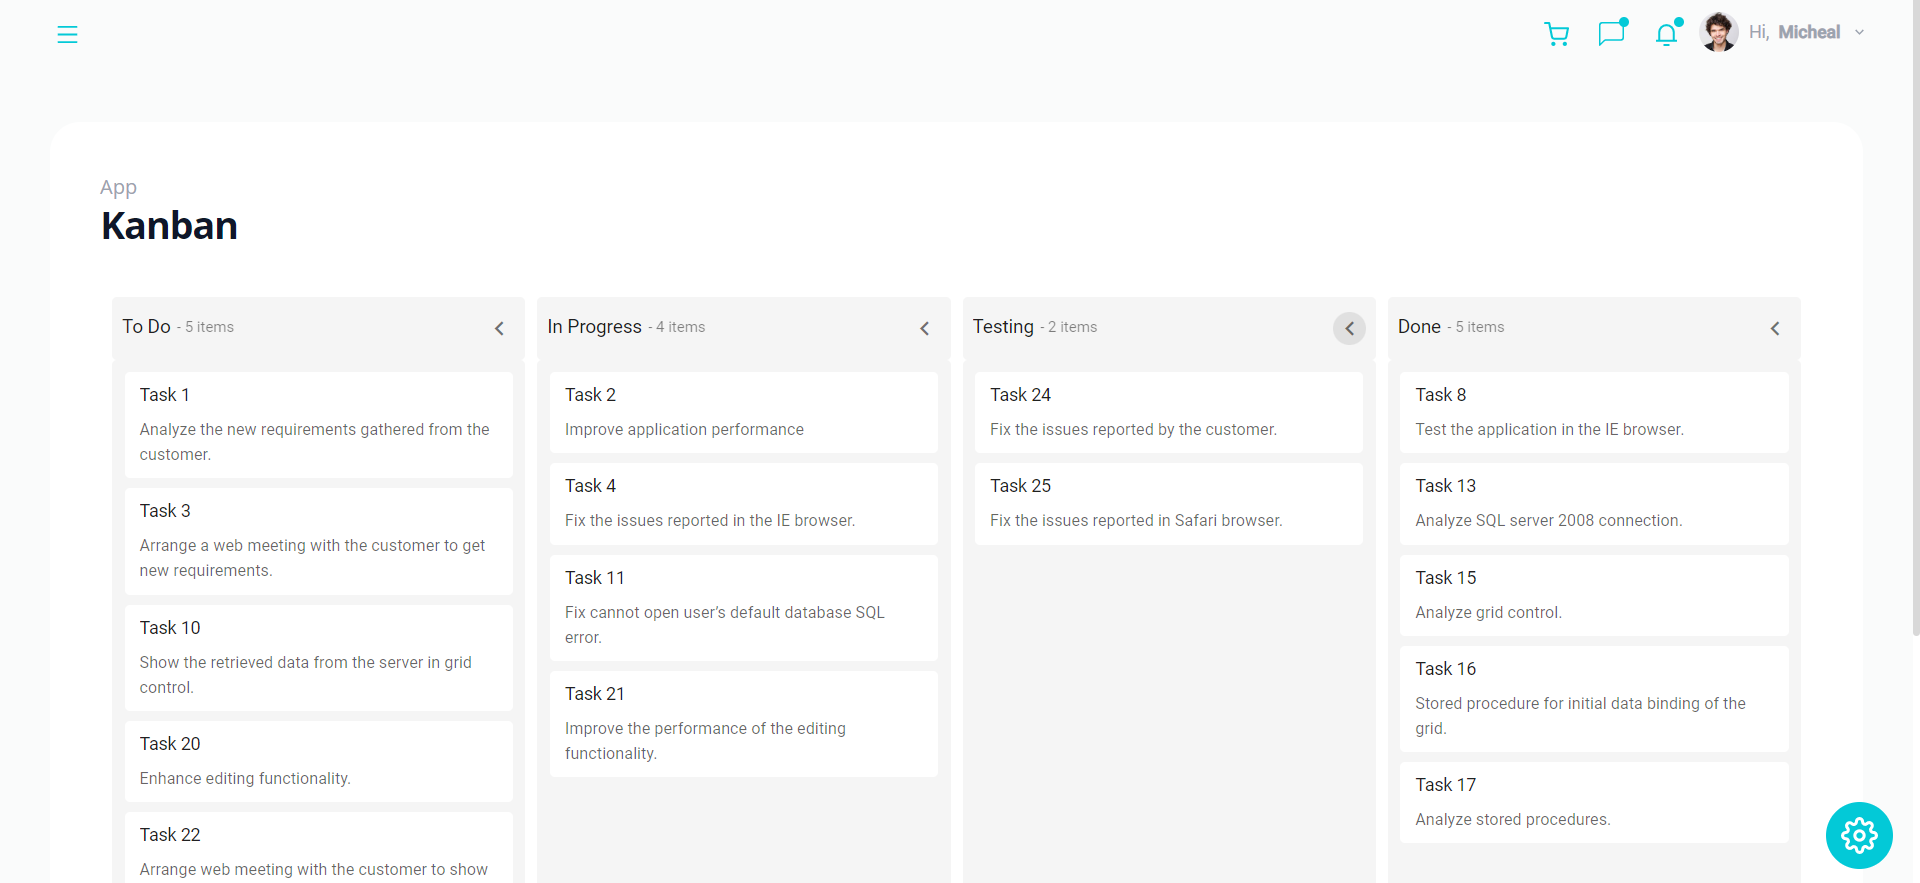 Hi, Micheal
App
Kanban
To Do - 5 items
Task 1
Analyze the new requirements gathered from the
customer.
Task 3
Arrange a web meeting with the customer to get
new requirements.
Task 10
Show the retrieved data from the server in grid
control.
Task 20
Enhance editing functionality.
Task 22
Arrange web meeting with the customer to show
In Progress - 4 items
Task 2
Improve application performance
Task 4
Fix the issues reported in the IE browser.
Task 11
Fix cannot open user’s default database SQL
error.
Task 21
Improve the performance of the editing
functionality.
Testing - 2 items
Task 24
Fix the issues reported by the customer.
Task 25
Fix the issues reported in Safari browser.
Done - 5 items
Task 8
Test the application in the IE browser.
Task 13
Analyze SQL server 2008 connection.
Task 15
Analyze grid control.
Task 16
Stored procedure for initial data binding of the
grid.
Task 17
Analyze stored procedures.